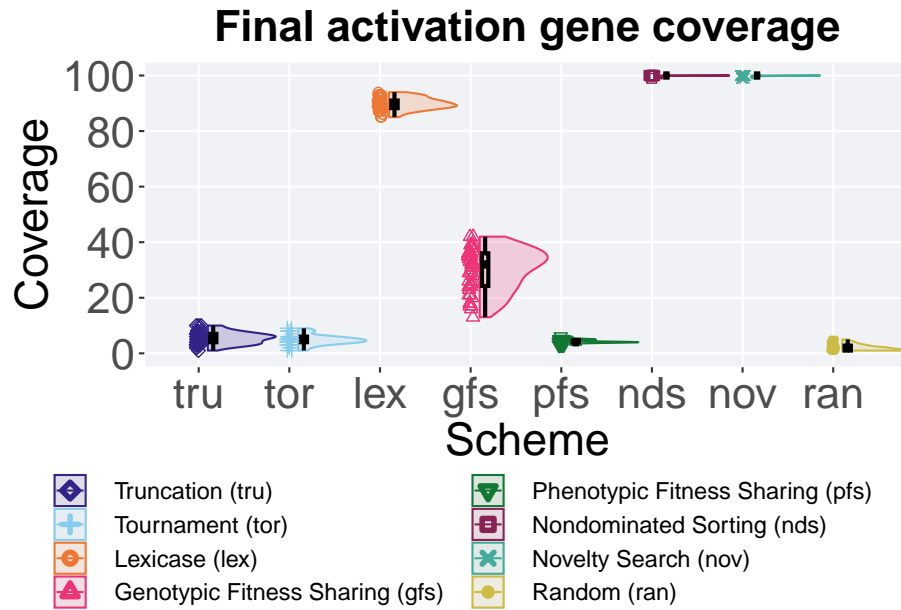 Final activation gene coverage
100
80
60
40
20
0
Coverage
tru tor lex gfs pfs nds nov ran
Scheme
Truncation (tru)
Tournament (tor)
Lexicase (lex)
Genotypic Fitness Sharing (gfs)
Phenotypic Fitness Sharing (pfs)
Nondominated Sorting (nds)
Novelty Search (nov)
Random (ran)